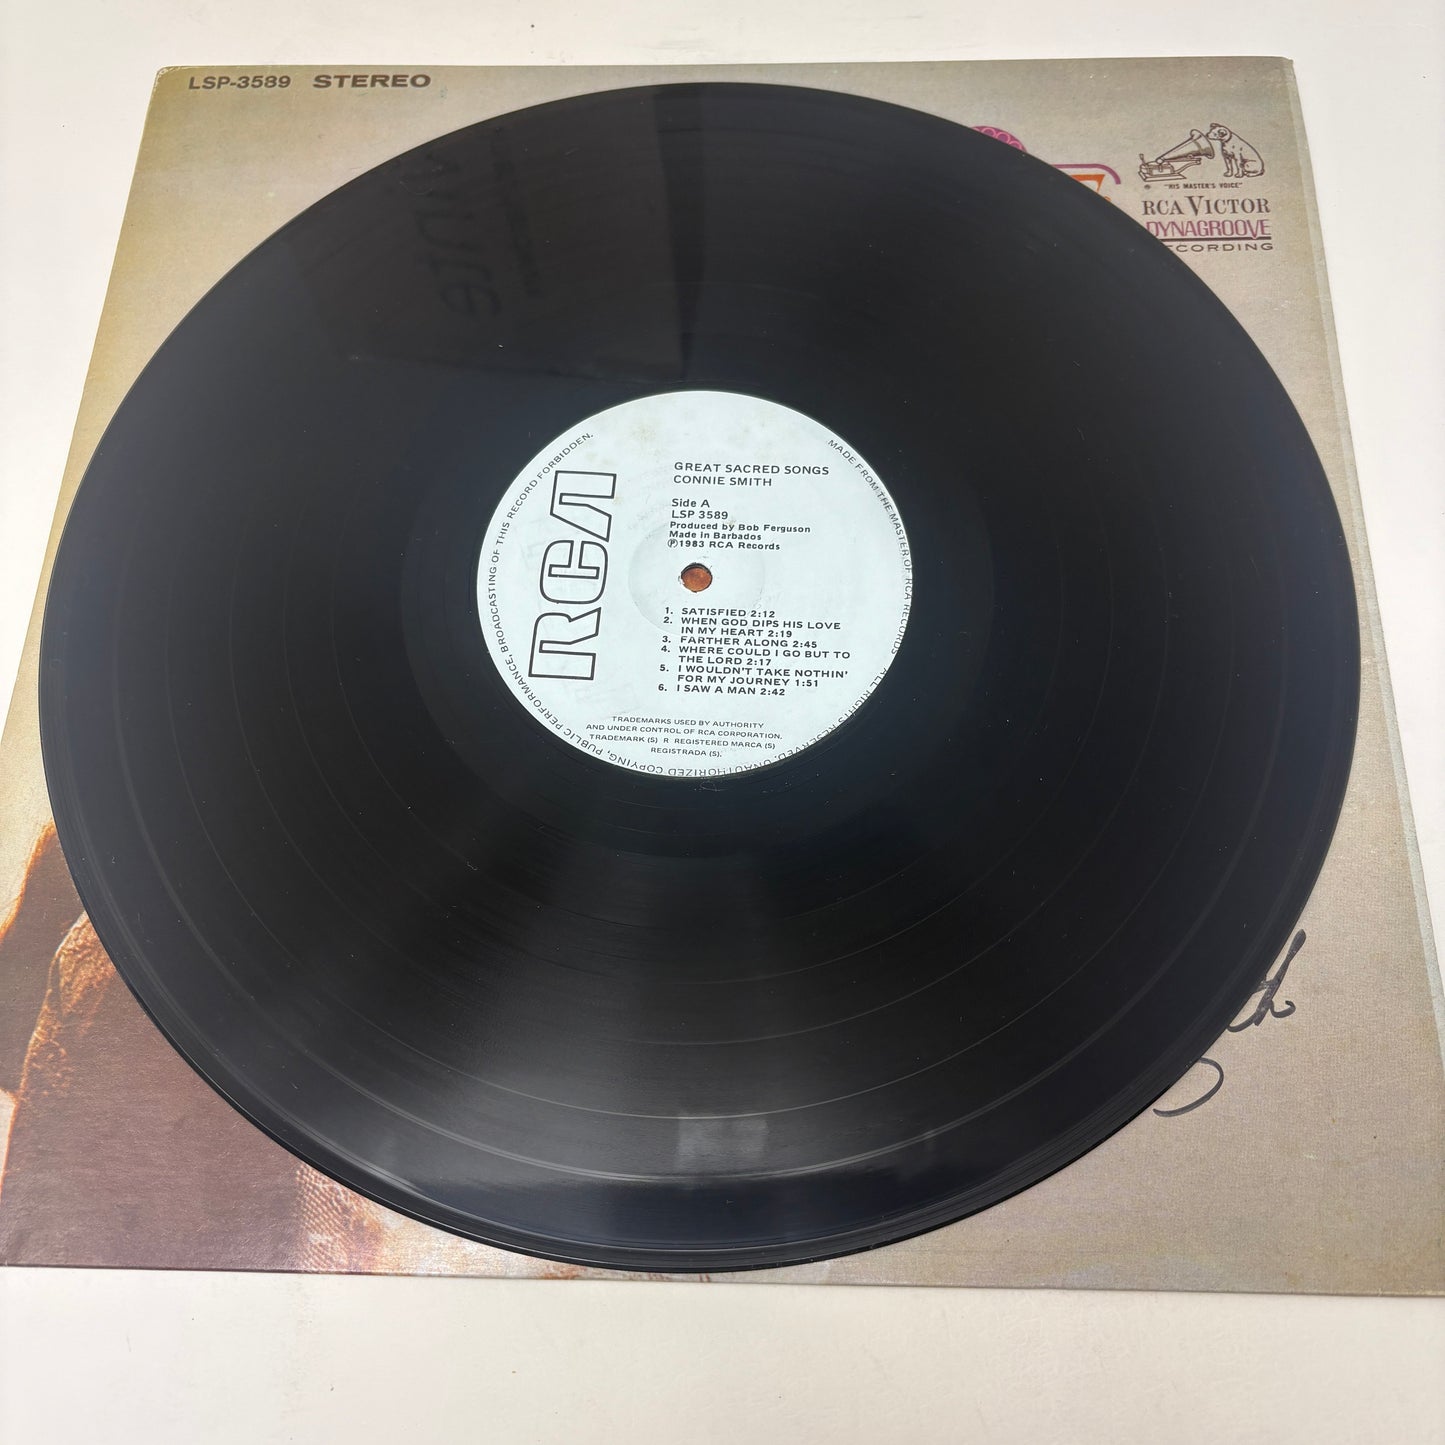 LSP-3589 STEREO
"HIS MASTER'S VOICE"
RCA VICTOR
DYNAGROOVE
RECORDING
RCA
GREAT SACRED SONGS
CONNIE SMITH
Side A
LSP 3589
Produced by Bob Ferguson
Made in Barbados
℗1983 RCA Records
1. SATISFIED 2:12
2. WHEN GOD DIPS HIS LOVE
IN MY HEART 2:19
3. FARTHER ALONG 2:45
4. WHERE COULD I GO BUT TO
THE LORD 2:17
5. I WOULDN'T TAKE NOTHIN'
FOR MY JOURNEY 1:51
6. I SAW A MAN 2:42
TRADEMARKS USED BY AUTHORITY
AND UNDER CONTROL OF RCA CORPORATION.
TRADEMARK (S) R REGISTERED MARCA (S)
REGISTRADA (S).
MADE FROM THE MASTER OF RCA RECORDS ALL RIGHTS RESERVED. UNAUTHORIZED COPYING, PUBLIC PERFORMANCE, BROADCASTING OF THIS RECORD FORBIDDEN.